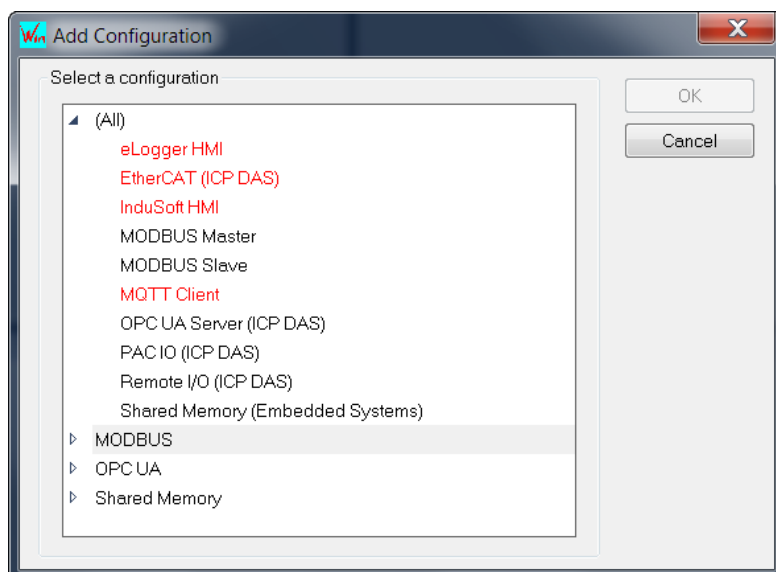 Win Add Configuration
X
Select a configuration
OK
Cancel
(All)
eLogger HMI
EtherCAT (ICP DAS)
InduSoft HMI
MODBUS Master
MODBUS Slave
MQTT Client
OPC UA Server (ICP DAS)
PAC IO (ICP DAS)
Remote I/O (ICP DAS)
Shared Memory (Embedded Systems)
MODBUS
OPC UA
Shared Memory